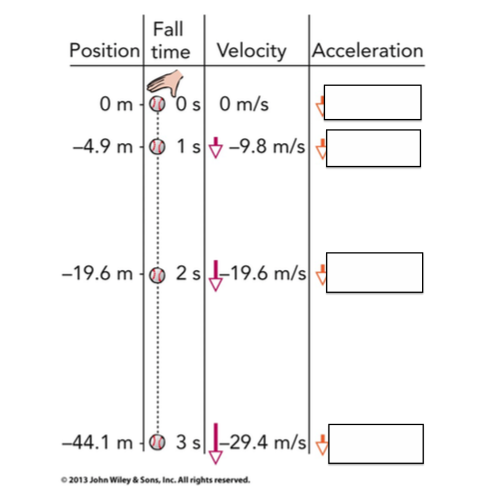 Fall
Position time Velocity Acceleration
0 m 0 s 0 m/s
–4.9 m 1 s –9.8 m/s
–19.6 m 2 s –19.6 m/s
–44.1 m 3 s –29.4 m/s
© 2013 John Wiley & Sons, Inc. All rights reserved.